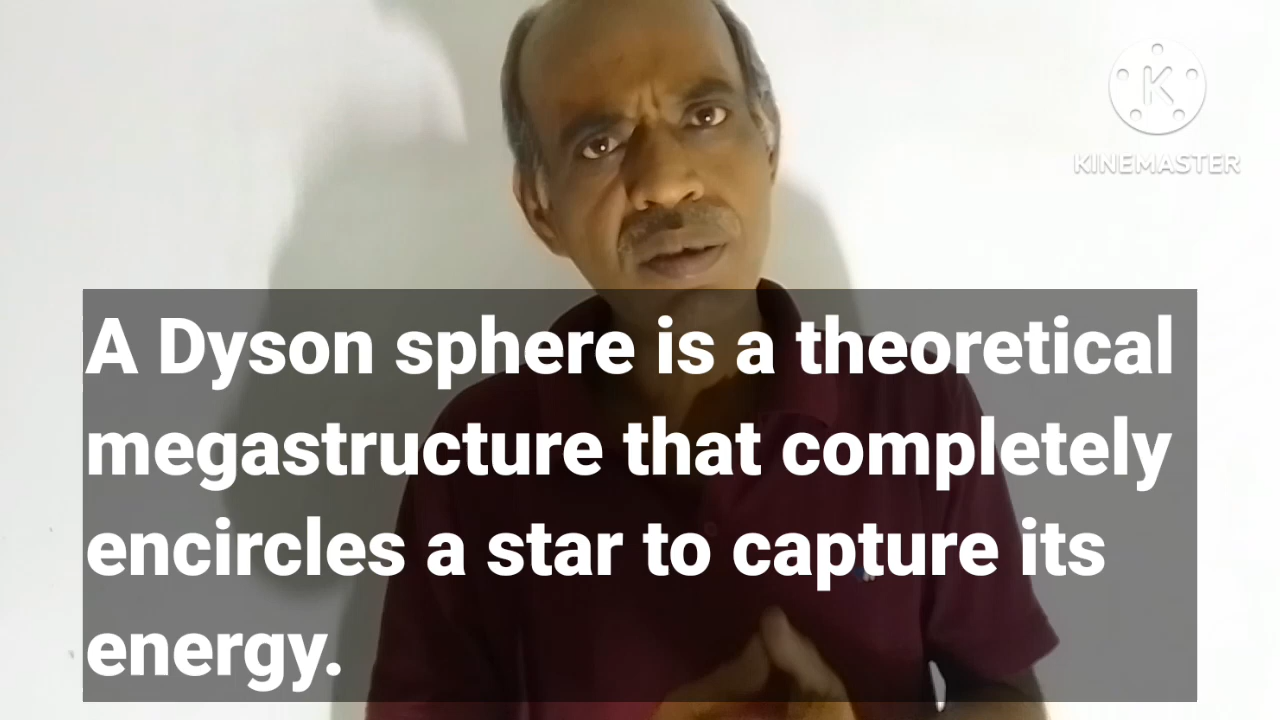 K
KINEMASTER
A Dyson sphere is a theoretical
megastructure that completely
encircles a star to capture its
energy.